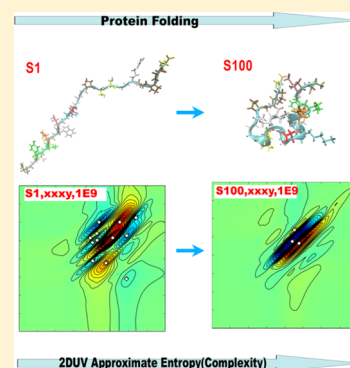 Protein Folding
S1
S100
S1,xxxy,1E9
S100,xxxy,1E9
2DUV Approximate Entropy(Complexity)